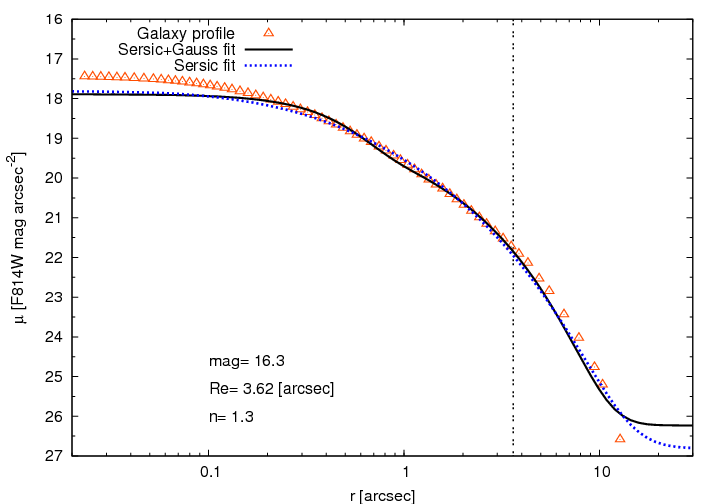 Galaxy profile
Sersic+Gauss fit
Sersic fit
16
17
18
19
20
21
22
23
24
25
26
27
μ [F814W mag arcsec-2]
mag= 16.3
Re= 3.62 [arcsec]
n= 1.3
0.1 1 10
r [arcsec]